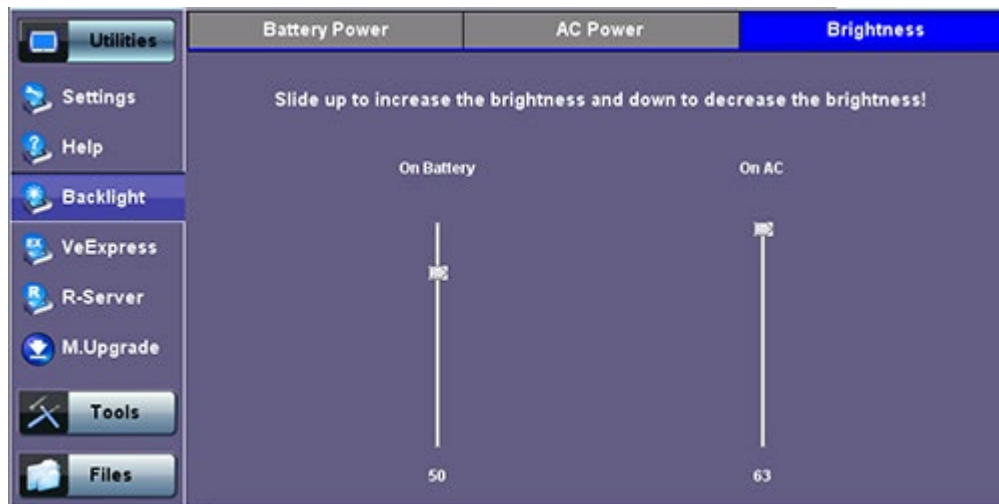 Utilities
Settings
Help
Backlight
VeExpress
R-Server
M.Upgrade
Tools
Files
Battery Power
AC Power
Brightness
Slide up to increase the brightness and down to decrease the brightness!
On Battery
On AC
50
63